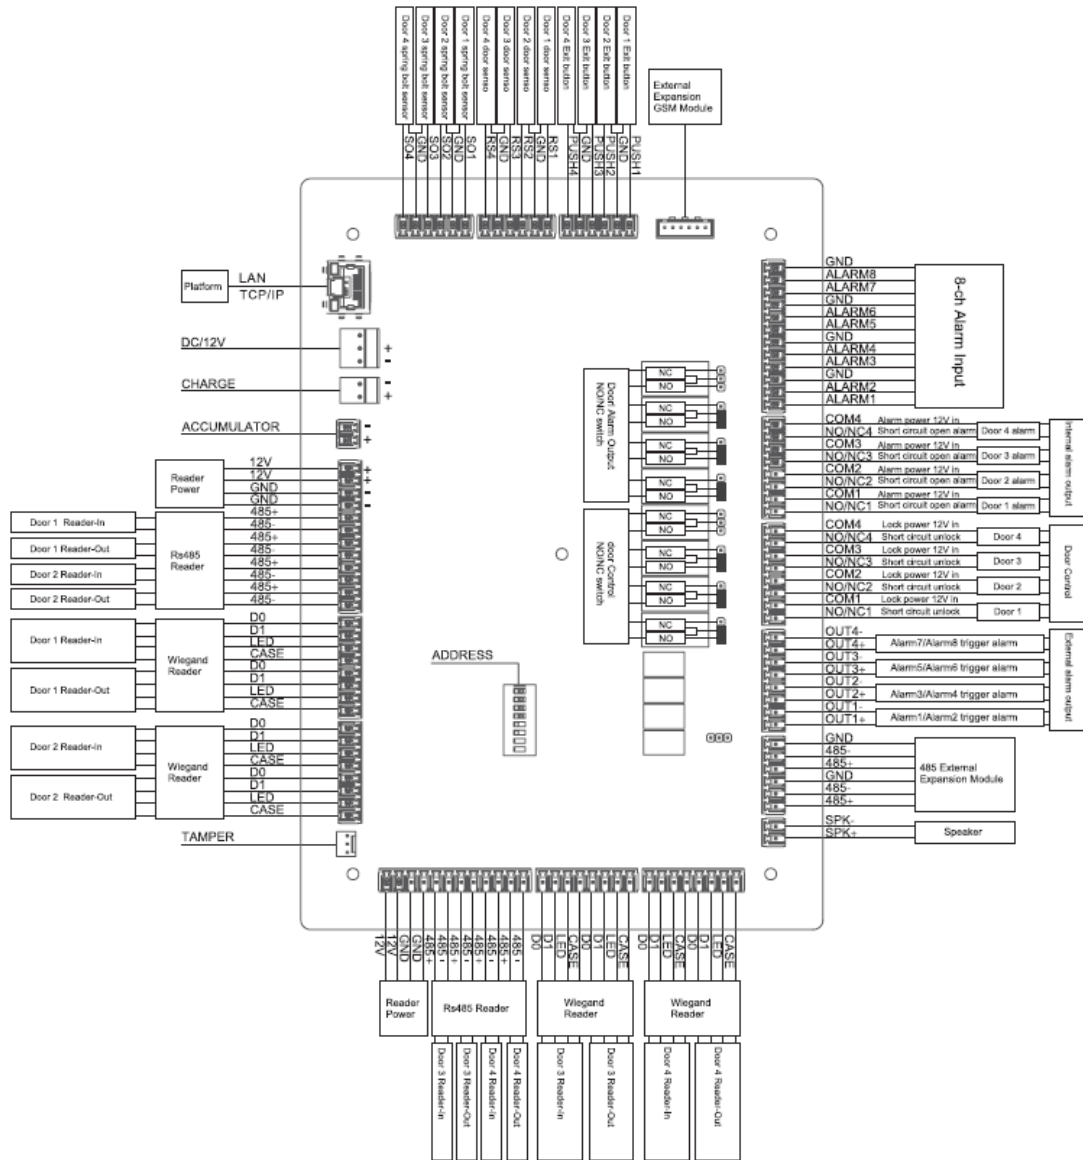 Door 4 spring bolt sensor
Door 3 spring bolt sensor
Door 2 spring bolt sensor
Door 1 spring bolt sensor
Door 4 door senso
Door 3 door senso
Door 2 door senso
Door 1 door senso
Door 4 Exit button
Door 3 Exit button
Door 2 Exit button
Door 1 Exit button
External
Expansion
GSM Module
SO4
GND
SO3
SO2
GND
SO1
RS4
GND
RS3
RS2
GND
RS1
PUSH4
GND
PUSH3
PUSH2
GND
PUSH1
Platform
LAN
TCP/IP
DC/12V
+
-
CHARGE
-
+
ACCUMULATOR
-
+
Reader
Power
12V
12V
GND
GND
+
+
-
-
Rs485
Reader
485+
485-
485+
485-
485+
485-
485+
485-
Door 1 Reader-In
Door 1 Reader-Out
Door 2 Reader-In
Door 2 Reader-Out
Door 1 Reader-In
Door 1 Reader-Out
Wiegand
Reader
D0
D1
LED
CASE
D0
D1
LED
CASE
Door 2 Reader-In
Door 2 Reader-Out
Wiegand
Reader
D0
D1
LED
CASE
D0
D1
LED
CASE
TAMPER
ADDRESS
Doori Alarm Output
NO/NC switch
NC
NO
NC
NO
NC
NO
NC
NO
door Control
NO/NC switch
NC
NO
NC
NO
NC
NO
NC
NO
GND
ALARM8
ALARM7
GND
ALARM6
ALARM5
GND
ALARM4
ALARM3
GND
ALARM2
ALARM1
8-ch Alarm Input
COM4 Alarm power 12V in
NO/NC4 Short circuit open alarm Door 4 alarm
COM3 Alarm power 12V in
NO/NC3 Short circuit open alarm Door 3 alarm
COM2 Alarm power 12V in
NO/NC2 Short circuit open alarm Door 2 alarm
COM1 Alarm power 12V in
NO/NC1 Short circuit open alarm Door 1 alarm
Internal alarm output
COM4 Lock power 12V in
NO/NC4 Short circuit unlock Door 4
COM3 Lock power 12V in
NO/NC3 Short circuit unlock Door 3
COM2 Lock power 12V in
NO/NC2 Short circuit unlock Door 2
COM1 Lock power 12V in
NO/NC1 Short circuit unlock Door 1
Door Control
OUT4-
OUT4+ Alarm7/Alarm8 trigger alarm
OUT3-
OUT3+ Alarm5/Alarm6 trigger alarm
OUT2-
OUT2+ Alarm3/Alarm4 trigger alarm
OUT1-
OUT1+ Alarm1/Alarm2 trigger alarm
External alarm output
GND
485-
485+
GND
485-
485+
485 External
Expansion Module
SPK-
SPK+
Speaker
12V
12V
GND
GND
485+
485-
485+
485-
485+
485-
485+
485-
D0
D1
LED
CASE
D0
D1
LED
CASE
D0
D1
LED
CASE
D0
D1
LED
CASE
Reader
Power
Rs485 Reader
Wiegand
Reader
Wiegand
Reader
Door 3 Reader-In
Door 3 Reader-Out
Door 4 Reader-In
Door 4 Reader-Out
Door 3 Reader-In
Door 3 Reader-Out
Door 4 Reader-In
Door 4 Reader-Out